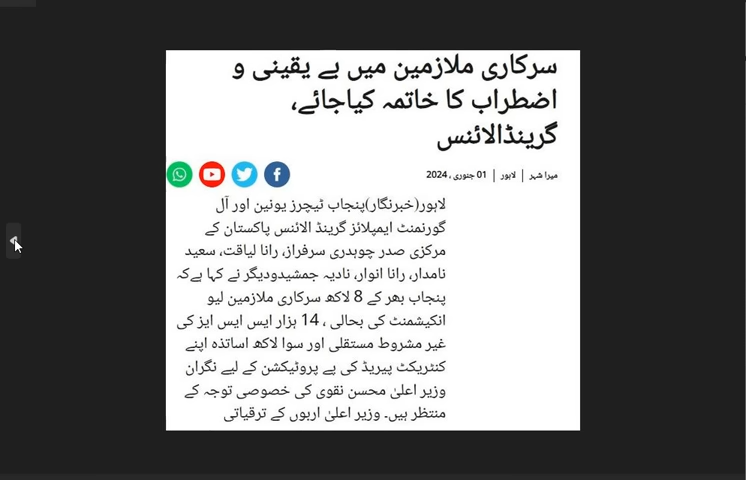 سرکاری ملازمین میں بے یقینی و
اضطراب کا خاتمہ کیاجائے،
گرینڈالائنس
میرا شہر | لاہور | 01 جنوری ، 2024
لاہور(خبرنگار)پنجاب ٹیچرز یونین اور آل
گورنمنٹ ایمپلائز گرینڈ الائنس پاکستان کے
مرکزی صدر چوہدری سرفراز، رانا لیاقت، سعید
نامدار، رانا انوار، نادیہ جمشیدودیگر نے کہا ہےکہ
پنجاب بھر کے 8 لاکھ سرکاری ملازمین لیو
انکیشمنٹ کی بحالی ، 14 ہزار ایس ایس ایز کی
غیر مشروط مستقلی اور سوا لاکھ اساتذہ اپنے
کنٹریکٹ پیریڈ کی پے پروٹیکشن کے لیے نگران
وزیر اعلیٰ محسن نقوی کی خصوصی توجہ کے
منتظر ہیں۔ وزیر اعلیٰ اربوں کے ترقیاتی